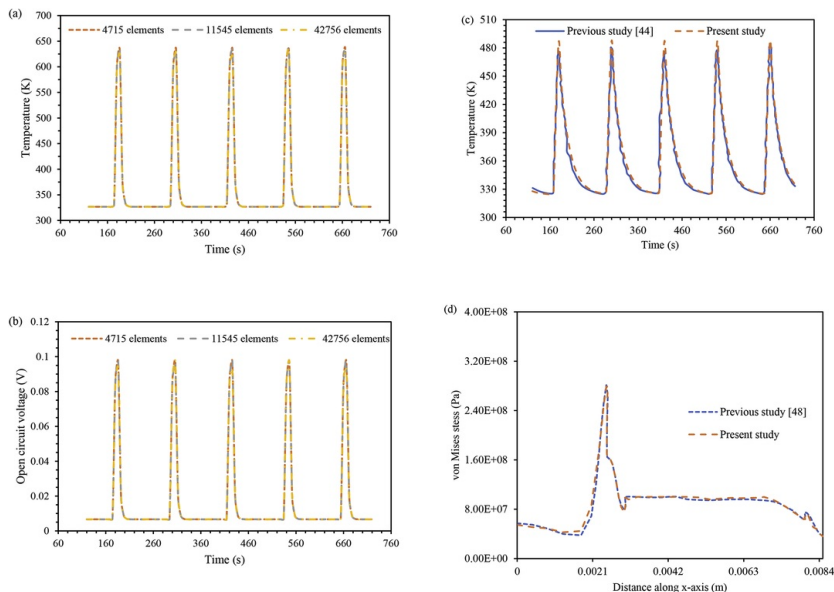 (a)
4715 elements 11545 elements 42756 elements
700
650
600
550
500
450
400
350
300
Temperature (K)
60 160 260 360 460 560 660 760
Time (s)
(c)
Previous study [44] Present study
510
480
450
420
390
360
330
300
Temperature (K)
60 160 260 360 460 560 660 760
Time (s)
(b)
4715 elements 11545 elements 42756 elements
0.12
0.1
0.08
0.06
0.04
0.02
0
Open circuit voltage (V)
60 160 260 360 460 560 660 760
Time (s)
(d)
4.00E+08
3.20E+08
2.40E+08
1.60E+08
8.00E+07
0.00E+00
von Mises stess (Pa)
Previous study [48]
Present study
0 0.0021 0.0042 0.0063 0.0084
Distance along x-axis (m)